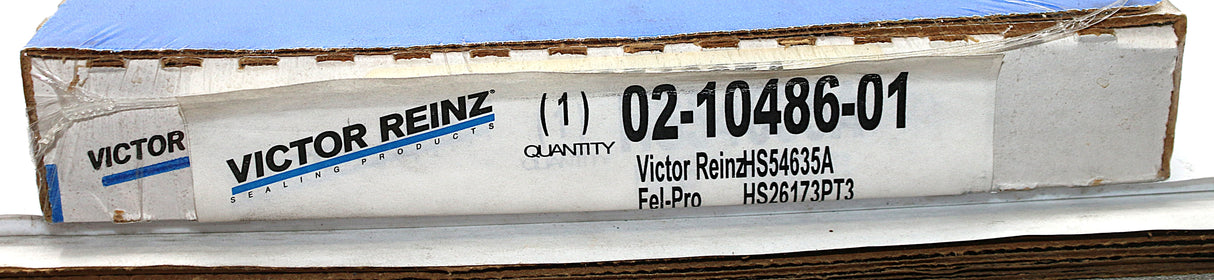 VICTOR
VICTOR REINZ®
SEALING PRODUCTS
(1)
QUANTITY
02-10486-01
Victor Reinz HS54635A
Fel-Pro HS26173PT3